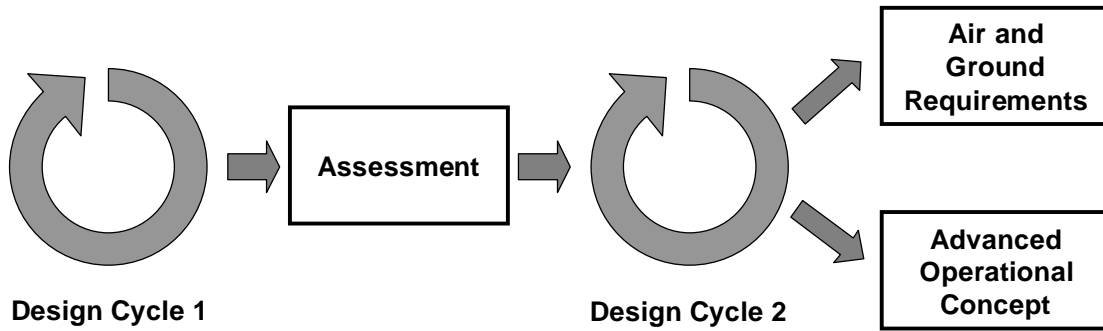 Air and
Ground
Requirements
Assessment
Advanced
Operational
Concept
Design Cycle 1
Design Cycle 2